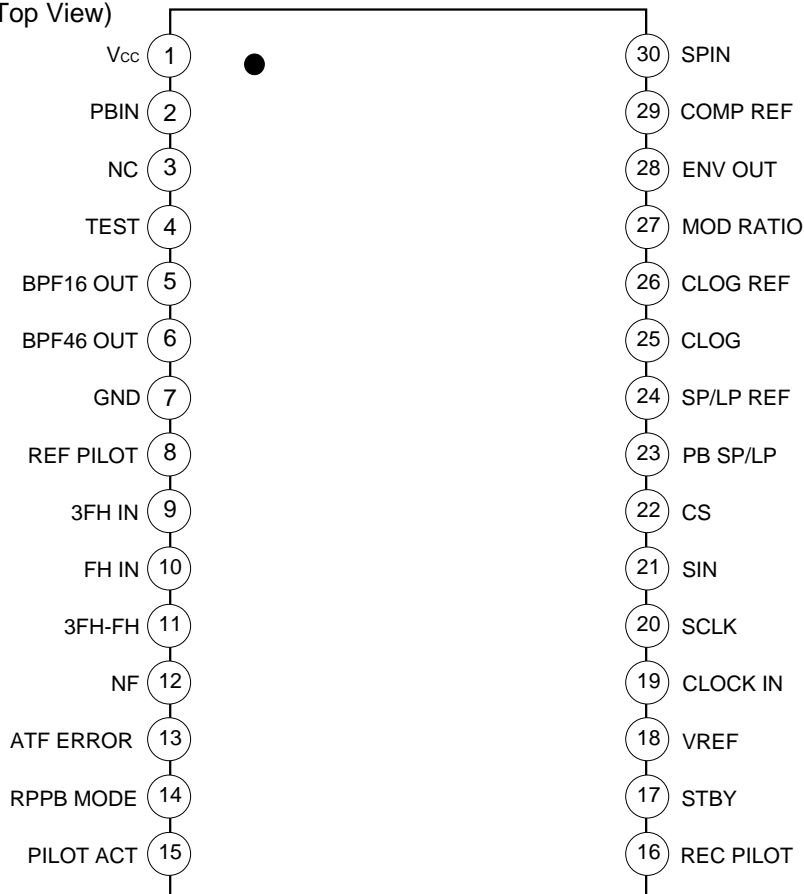 Top View)
Vcc 1 30 SPIN
PBIN 2 29 COMP REF
NC 3 28 ENV OUT
TEST 4 27 MOD RATIO
BPF16 OUT 5 26 CLOG REF
BPF46 OUT 6 25 CLOG
GND 7 24 SP/LP REF
REF PILOT 8 23 PB SP/LP
3FH IN 9 22 CS
FH IN 10 21 SIN
3FH-FH 11 20 SCLK
NF 12 19 CLOCK IN
ATF ERROR 13 18 VREF
RPPB MODE 14 17 STBY
PILOT ACT 15 16 REC PILOT